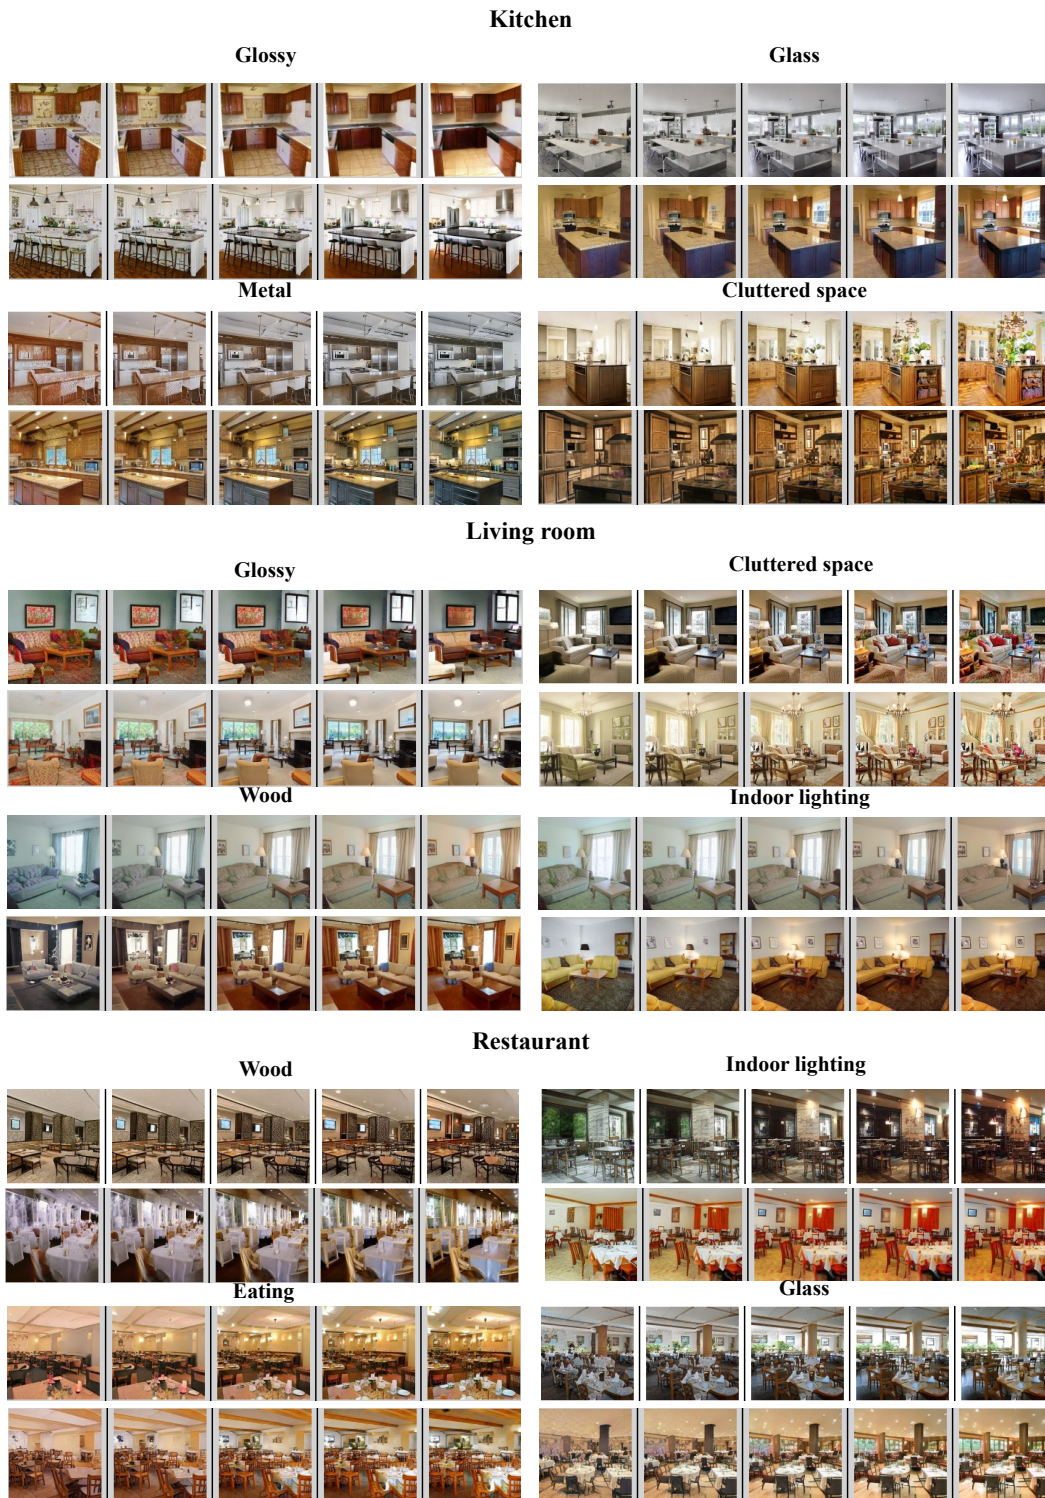 Kitchen
Glossy
Glass
Metal
Cluttered space
Living room
Glossy
Cluttered space
Wood
Indoor lighting
Restaurant
Wood
Indoor lighting
Eating
Glass